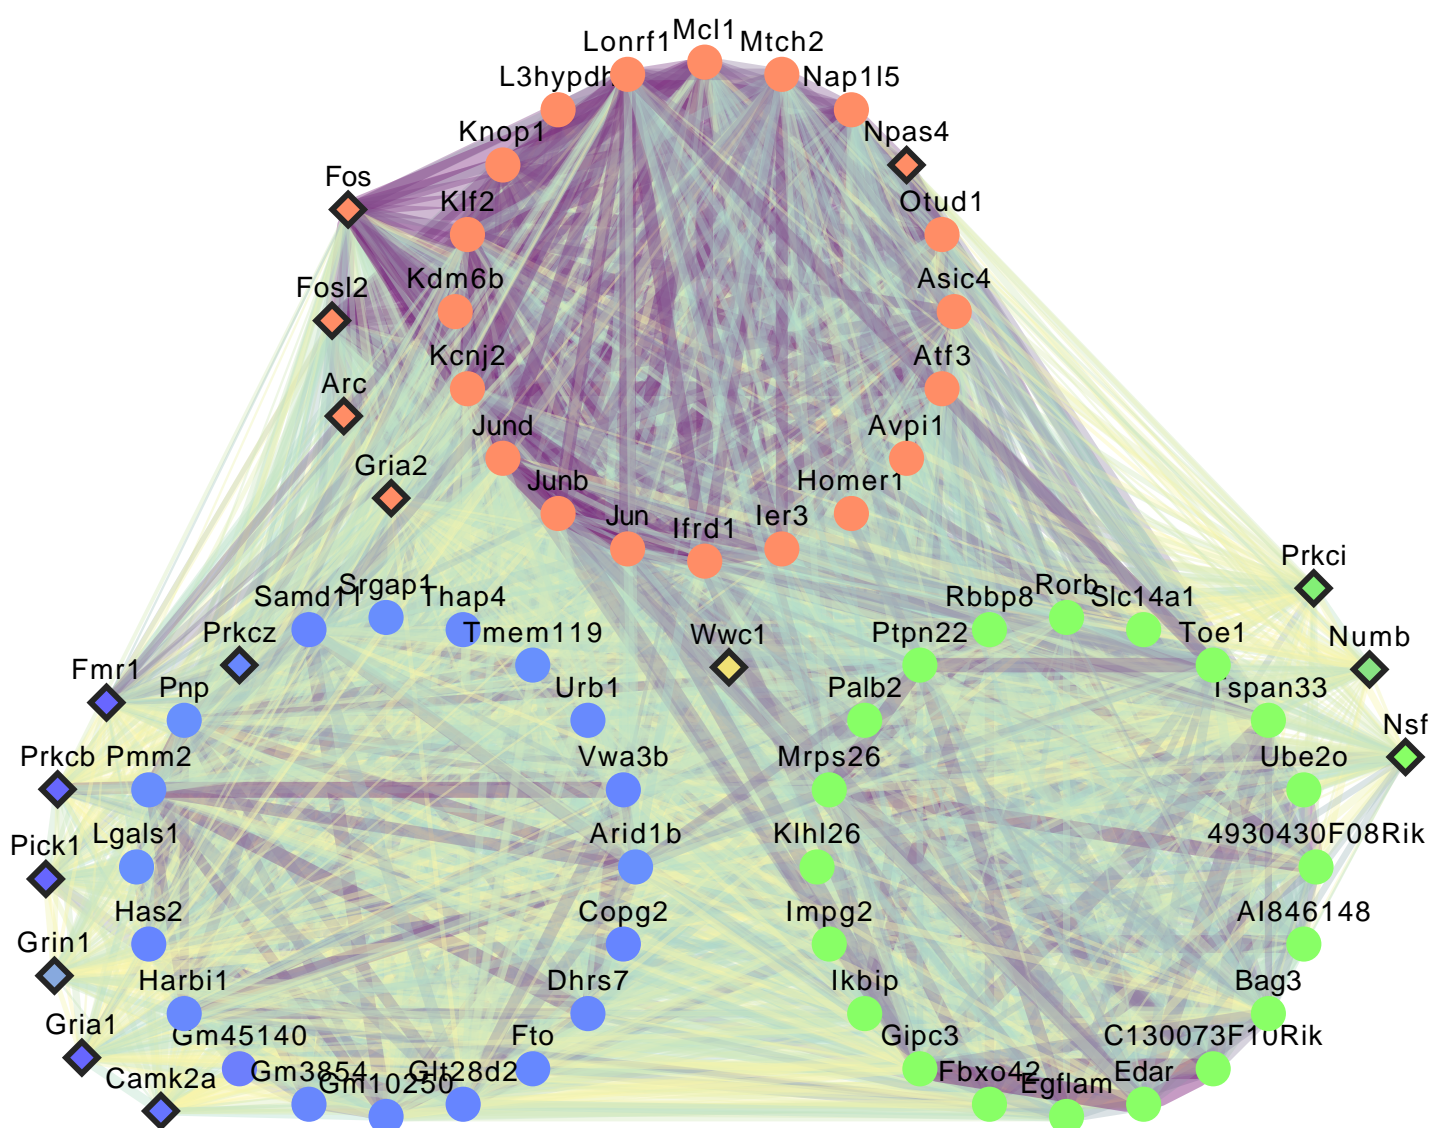 Mcl1
Lonrf1
Mtch2
L3hypdh
Nap1l5
Knop1
Npas4
Fos
Klf2
Otud1
Fosl2
Kdm6b
Asic4
Arc
Kcnj2
Atf3
Jund
Avpi1
Gria2
Junb
Homer1
Jun
Ifrd1
Ier3
Prkci
Samd11
Srgap1
Thap4
Rbbp8
Rorb
Slc14a1
Prkcz
Tmem119
Wwc1
Ptpn22
Toe1
Numb
Fmr1
Pnp
Urb1
Palb2
Tspan33
Nsf
Prkcb
Pmm2
Vwa3b
Mrps26
Ube2o
Pick1
Lgals1
Arid1b
Klhl26
4930430F08Rik
Grin1
Has2
Copg2
Impg2
AI846148
Harbi1
Dhrs7
Ikbip
Bag3
Gria1
Gm45140
Fto
Gipc3
C130073F10Rik
Camk2a
Gm3854
Gm10250
Glt28d2
Fbxo42
Egflam
Edar